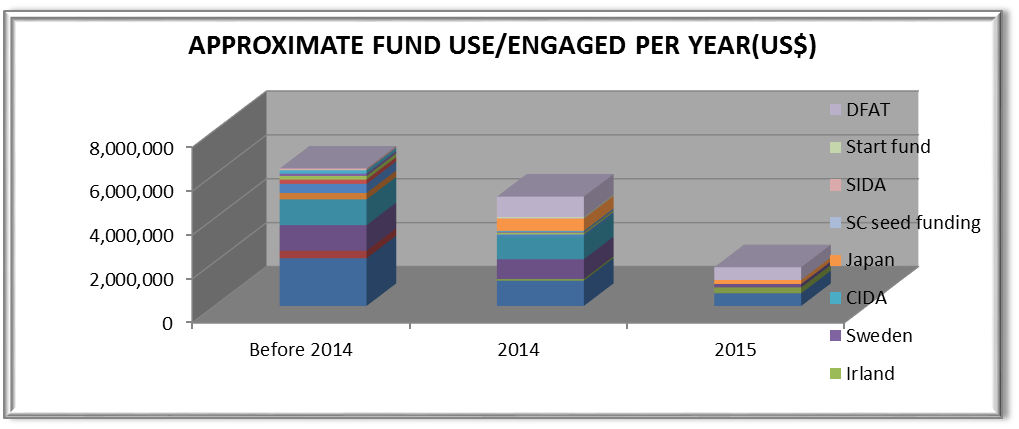 APPROXIMATE FUND USE/ENGAGED PER YEAR(US$)
8,000,000
6,000,000
4,000,000
2,000,000
0
Before 2014
2014
2015
DFAT
Start fund
SIDA
SC seed funding
Japan
CIDA
Sweden
Irland